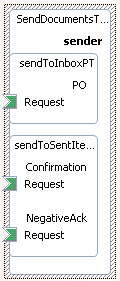 SendDocumentsT...
sender
sendToInboxPT
PO
Request
sendToSentIte...
Confirmation
Request
NegativeAck
Request